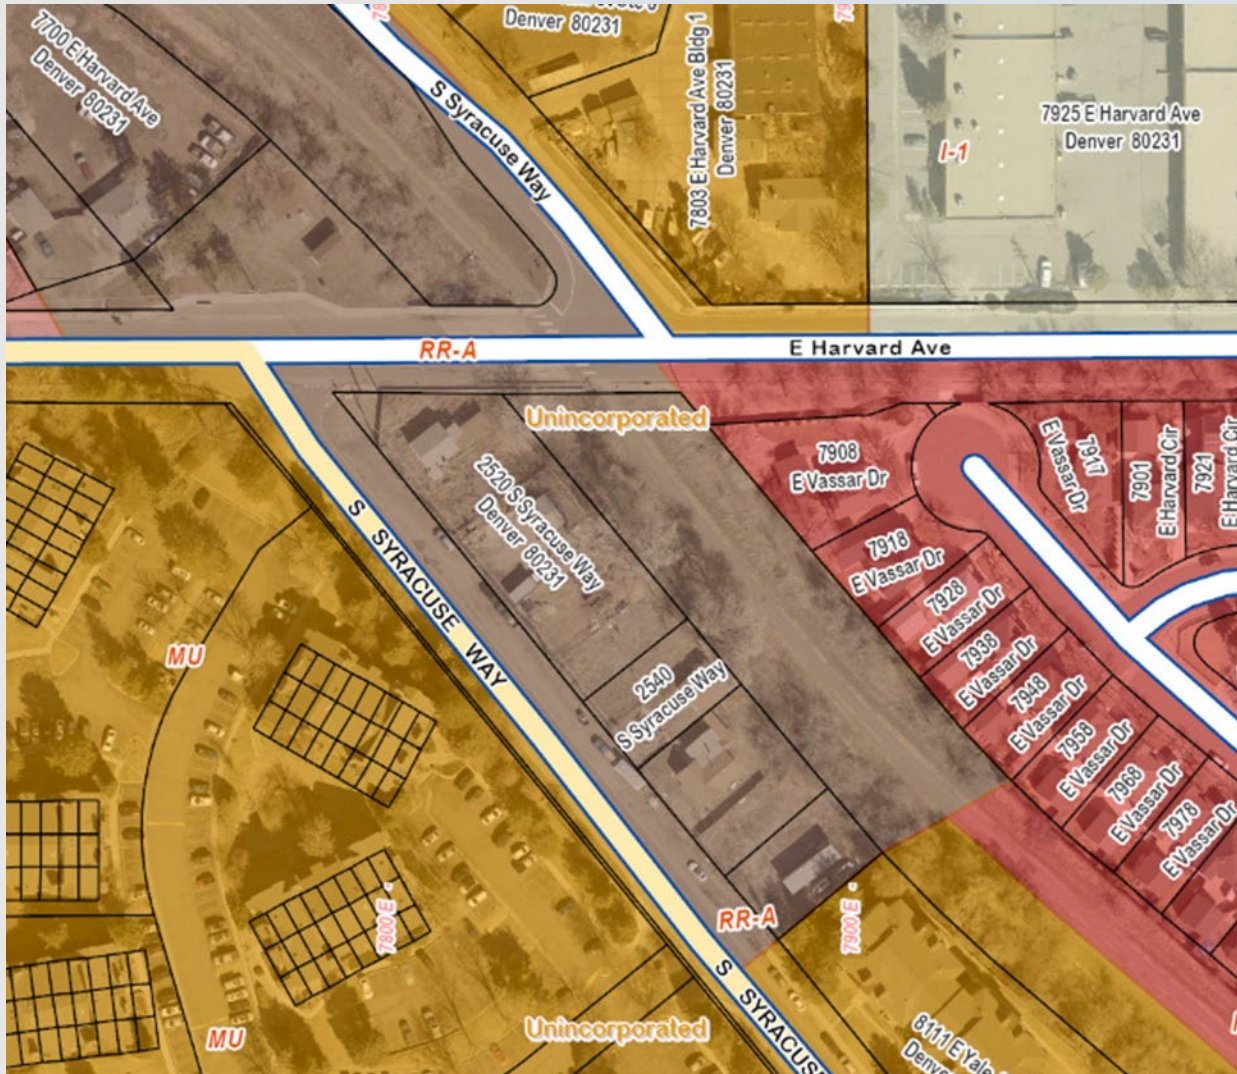 Denver 80231
7700 E Harvard Ave
Denver 80231
S Syracuse Way
7803 E Harvard Ave Bldg 1
Denver 80231
7925 E Harvard Ave
Denver 80231
I-1
RR-A
E Harvard Ave
Unincorporated
7908
E Vassar Dr
7917
E Vassar Dr
7901
E Harvard Cir
7921
E Harvard Cir
2520 S Syracuse Way
Denver 80231
7918
E Vassar Dr
7928
E Vassar Dr
S SYRACUSE WAY
7938
E Vassar Dr
MU
2540
S Syracuse Way
7948
E Vassar Dr
7958
E Vassar Dr
7968
E Vassar Dr
7978
E Vassar Dr
7800 E
RR-A
7900 E
S SYRACUSE
MU
Unincorporated
8111 E Yale